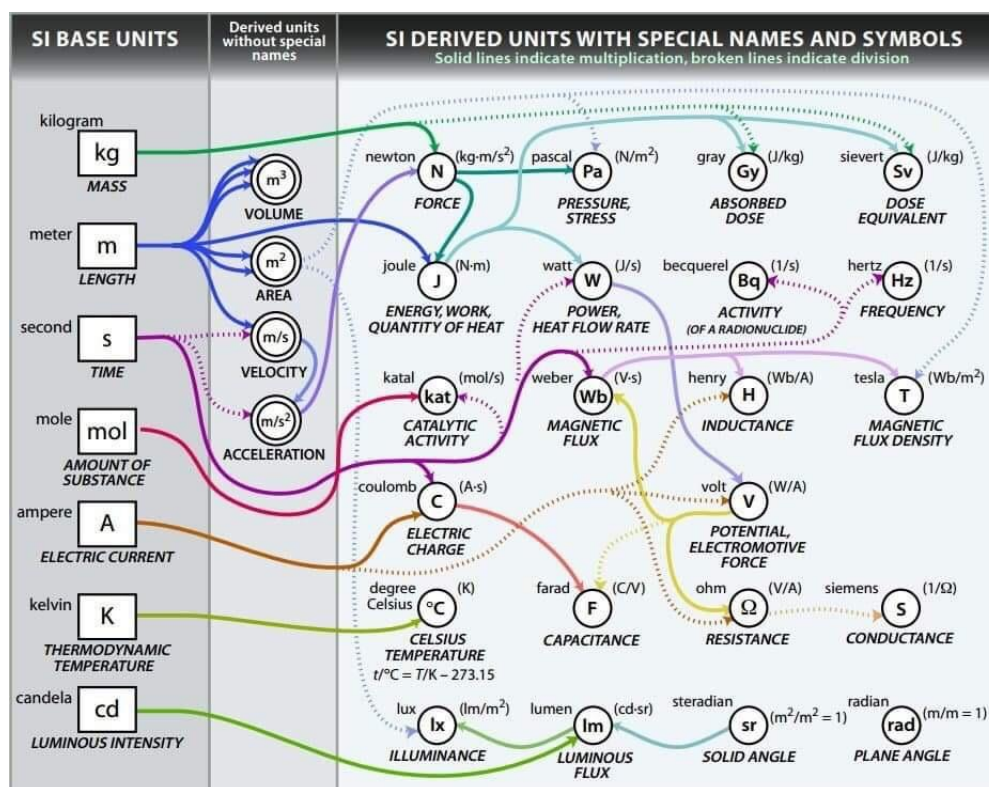 SI BASE UNITS
Derived units
without special
names
SI DERIVED UNITS WITH SPECIAL NAMES AND SYMBOLS
Solid lines indicate multiplication, broken lines indicate division
kilogram
kg
MASS
meter
m
LENGTH
second
s
TIME
mole
mol
AMOUNT OF
SUBSTANCE
ampere
A
ELECTRIC CURRENT
kelvin
K
THERMODYNAMIC
TEMPERATURE
candela
cd
LUMINOUS INTENSITY
m³
VOLUME
m²
AREA
m/s
VELOCITY
m/s²
ACCELERATION
newton
N
(kg·m/s²)
FORCE
pascal
Pa
(N/m²)
PRESSURE,
STRESS
gray
Gy
(J/kg)
ABSORBED
DOSE
sievert
Sv
(J/kg)
DOSE
EQUIVALENT
joule
J
(N·m)
ENERGY, WORK,
QUANTITY OF HEAT
watt
W
(J/s)
POWER,
HEAT FLOW RATE
becquerel
Bq
(1/s)
ACTIVITY
(OF A RADIONUCLIDE)
hertz
Hz
(1/s)
FREQUENCY
katal
kat
(mol/s)
CATALYTIC
ACTIVITY
weber
Wb
(V·s)
MAGNETIC
FLUX
henry
H
(Wb/A)
INDUCTANCE
tesla
T
(Wb/m²)
MAGNETIC
FLUX DENSITY
coulomb
C
(A·s)
ELECTRIC
CHARGE
volt
V
(W/A)
POTENTIAL,
ELECTROMOTIVE
FORCE
degree
Celsius
°C
(K)
CELSIUS
TEMPERATURE
t/°C = T/K – 273.15
farad
F
(C/V)
CAPACITANCE
ohm
Ω
(V/A)
RESISTANCE
siemens
S
(1/Ω)
CONDUCTANCE
lux
lx
(lm/m²)
ILLUMINANCE
lumen
lm
(cd·sr)
LUMINOUS
FLUX
steradian
sr
(m²/m² = 1)
SOLID ANGLE
radian
rad
(m/m = 1)
PLANE ANGLE